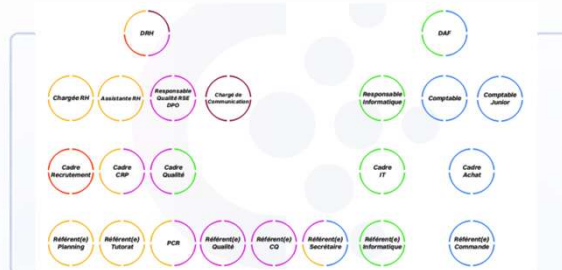 DRH
DAF
Chargée RH
Assistante RH
Responsable
Qualité RSE
DPO
Chargé de
Communication
Responsable
Informatique
Comptable
Comptable
Junior
Cadre
Recrutement
Cadre
CRP
Cadre
Qualité
Cadre
IT
Cadre
Achat
Référent(e)
Planning
Référent(e)
Tutorat
PCR
Référent(e)
Qualité
Référent(e)
CQ
Référent(e)
Secrétaire
Référent(e)
Informatique
Référent(e)
Commande